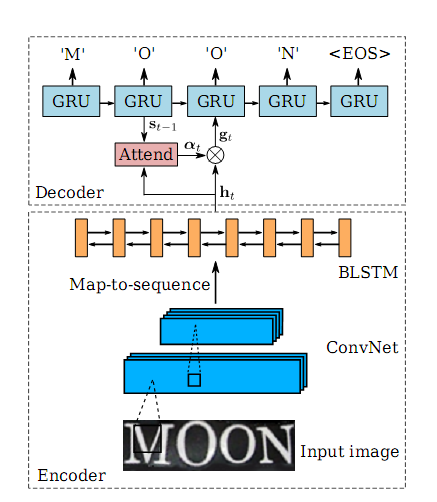 'M' 'O' 'O' 'N' <EOS>
GRU GRU GRU GRU GRU
s_{t−1}
g_t
Attend α_t
Decoder h_t
BLSTM
Map-to-sequence
ConvNet
MOON
Input image
Encoder